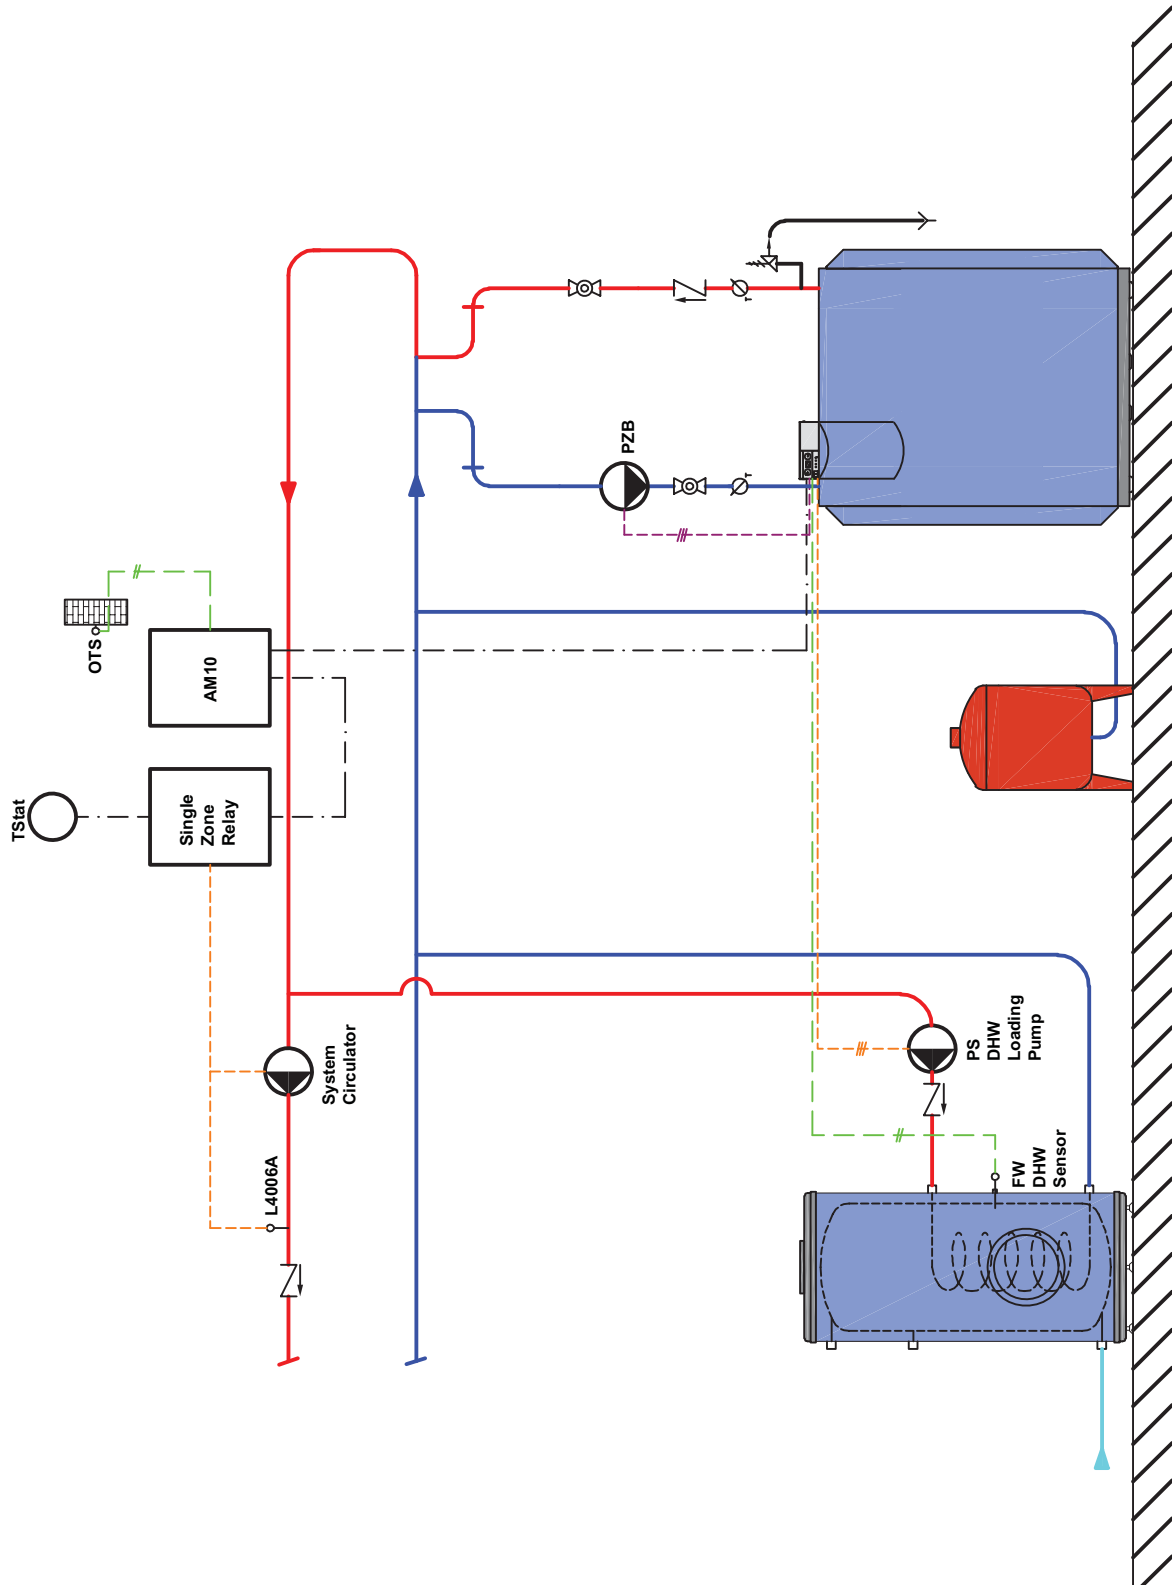 TStat
OTS
AM10
Single
Zone
Relay
PZB
T
T
System
Circulator
L4006A
PS
DHW
Loading
Pump
FW
DHW
Sensor